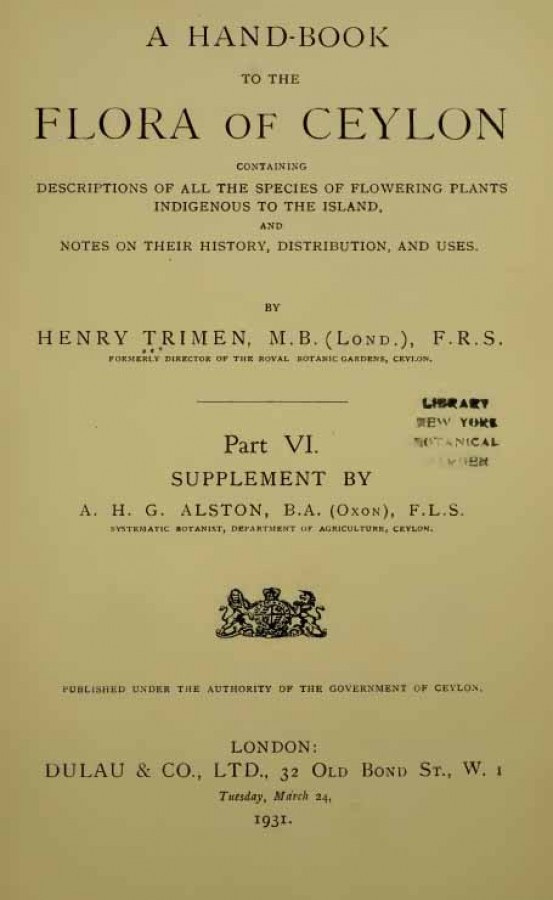 A HAND-BOOK
TO THE
FLORA OF CEYLON
CONTAINING
DESCRIPTIONS OF ALL THE SPECIES OF FLOWERING PLANTS
INDIGENOUS TO THE ISLAND,
AND
NOTES ON THEIR HISTORY, DISTRIBUTION, AND USES.
BY
HENRY TRIMEN, M.B. (LOND.), F.R.S.
FORMERLY DIRECTOR OF THE ROYAL BOTANIC GARDENS, CEYLON.
LIBRARY
NEW YORK
BOTANICAL
Part VI.
SUPPLEMENT BY
A. H. G. ALSTON, B.A. (OXON), F.L.S.
SYSTEMATIC BOTANIST, DEPARTMENT OF AGRICULTURE, CEYLON.
PUBLISHED UNDER THE AUTHORITY OF THE GOVERNMENT OF CEYLON.
LONDON:
DULAU & CO., LTD., 32 OLD BOND ST., W. 1
Tuesday, March 24,
1931.